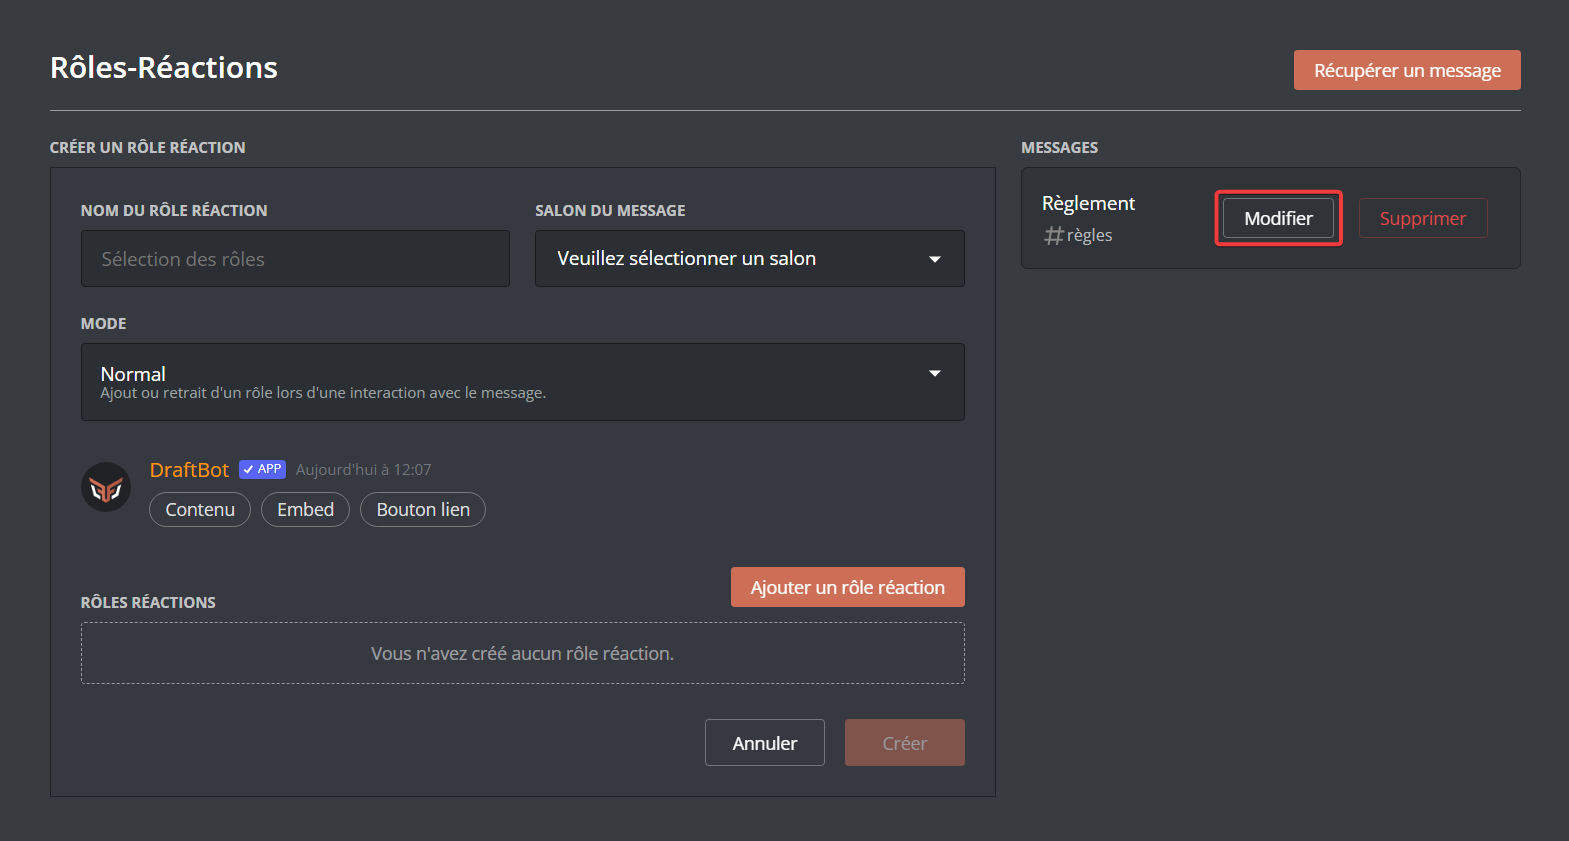 Rôles-Réactions
Récupérer un message
CRÉER UN RÔLE RÉACTION
NOM DU RÔLE RÉACTION
Sélection des rôles
SALON DU MESSAGE
Veuillez sélectionner un salon
MODE
Normal
Ajout ou retrait d'un rôle lors d'une interaction avec le message.
DraftBot ✓ APP Aujourd'hui à 12:07
Contenu Embed Bouton lien
Ajouter un rôle réaction
RÔLES RÉACTIONS
Vous n'avez créé aucun rôle réaction.
Annuler Créer
MESSAGES
Règlement
#règles
Modifier Supprimer